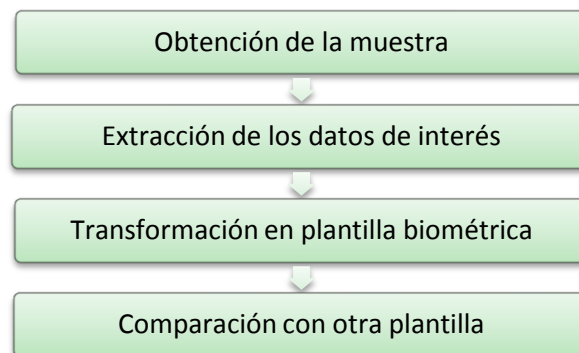 Obtención de la muestra
Extracción de los datos de interés
Transformación en plantilla biométrica
Comparación con otra plantilla